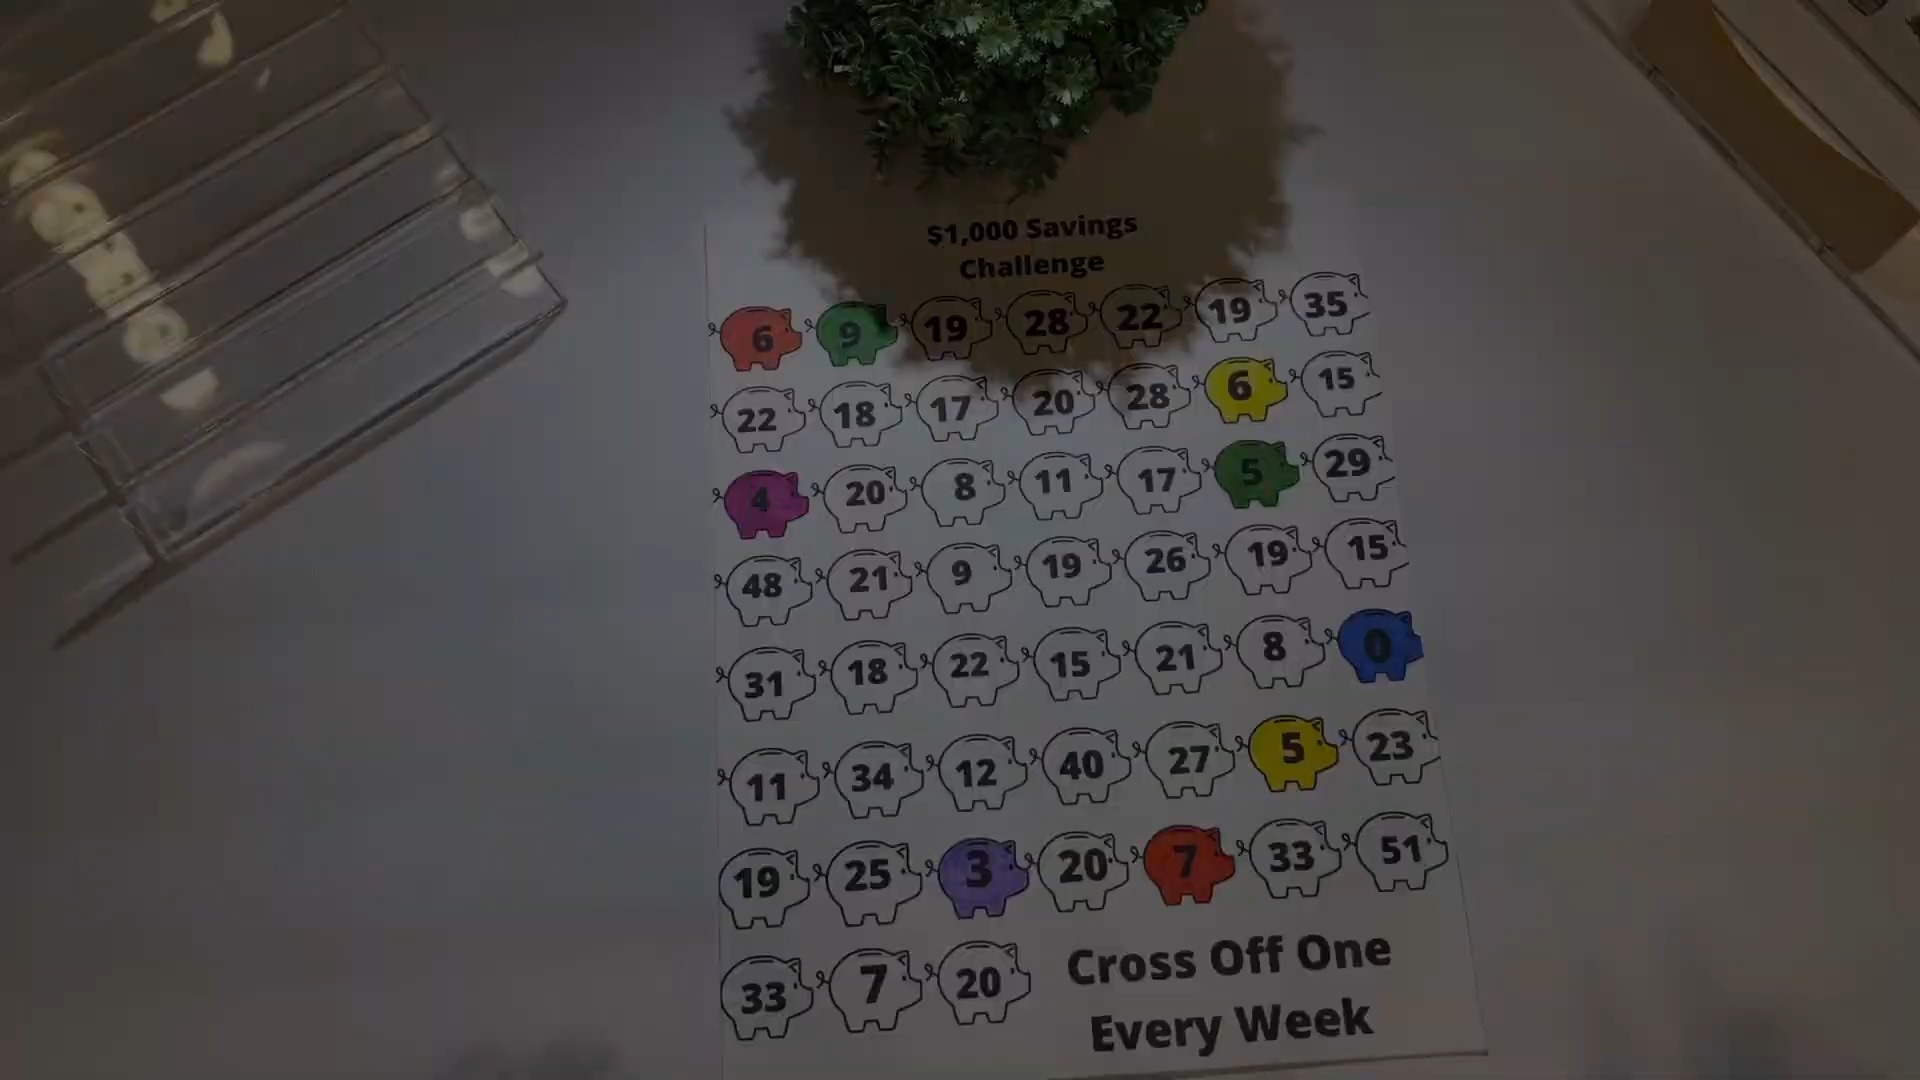 $1,000 Savings
Challenge
6 9 19 28 22 19 35
22 18 17 20 28 6 15
4 20 8 11 17 5 29
48 21 9 19 26 19 15
31 18 22 15 21 8 0
11 34 12 40 27 5 23
19 25 3 20 7 33 51
33 7 20
Cross Off One
Every Week